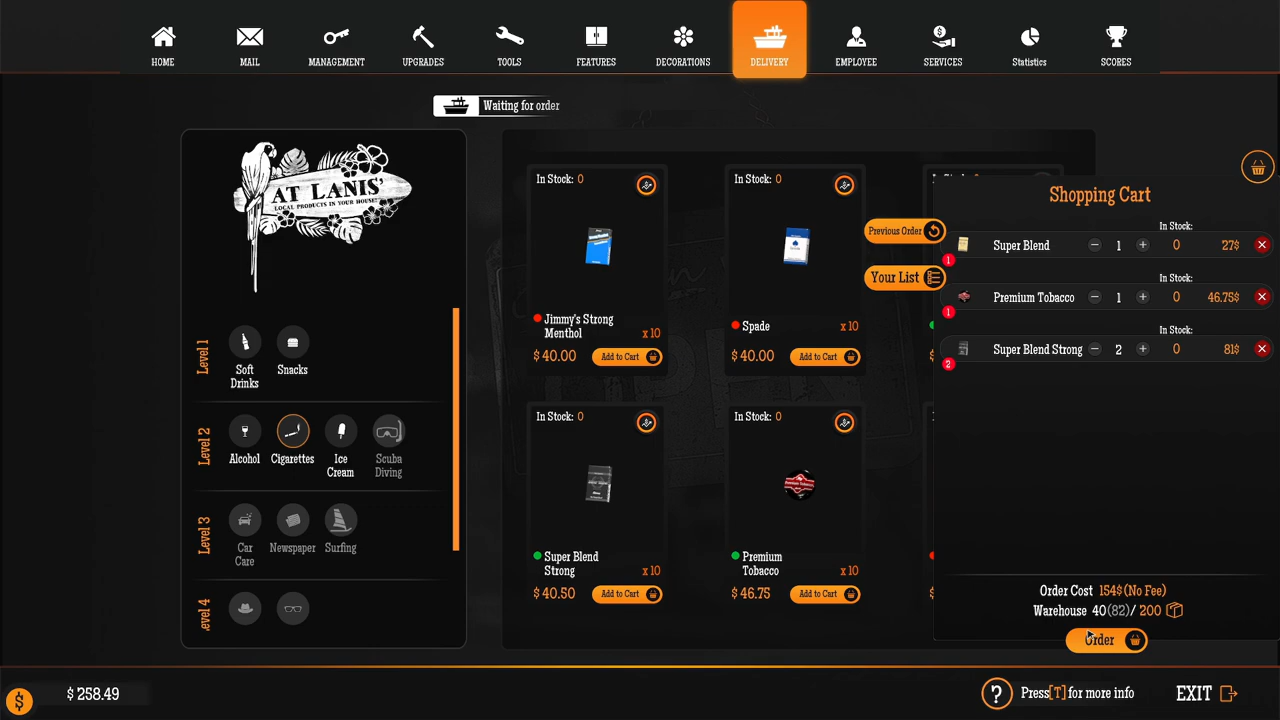 HOME
MAIL
MANAGEMENT
UPGRADES
TOOLS
FEATURES
DECORATIONS
DELIVERY
EMPLOYEE
SERVICES
Statistics
SCORES
Waiting for order
AT LANIS'
LOCAL PRODUCTS IN YOUR HOUSE!
Level 1
Soft Drinks
Snacks
Level 2
Alcohol
Cigarettes
Ice Cream
Scuba Diving
Level 3
Car Care
Newspaper
Surfing
Level 4
In Stock: 0
Jimmy's Strong Menthol
x 10
$ 40.00
Add to Cart
In Stock: 0
Spade
x 10
$ 40.00
Add to Cart
In Stock: 0
Super Blend Strong
x 10
$ 40.50
Add to Cart
In Stock: 0
Premium Tobacco
x 10
$ 46.75
Add to Cart
Previous Order
Your List
Shopping Cart
In Stock:
Super Blend
1
0
27$
1
In Stock:
Premium Tobacco
1
0
46.75$
1
In Stock:
Super Blend Strong
2
0
81$
2
Order Cost 154$ (No Fee)
Warehouse 40(82)/ 200
Order
$ 258.49
? Press[T] for more info
EXIT